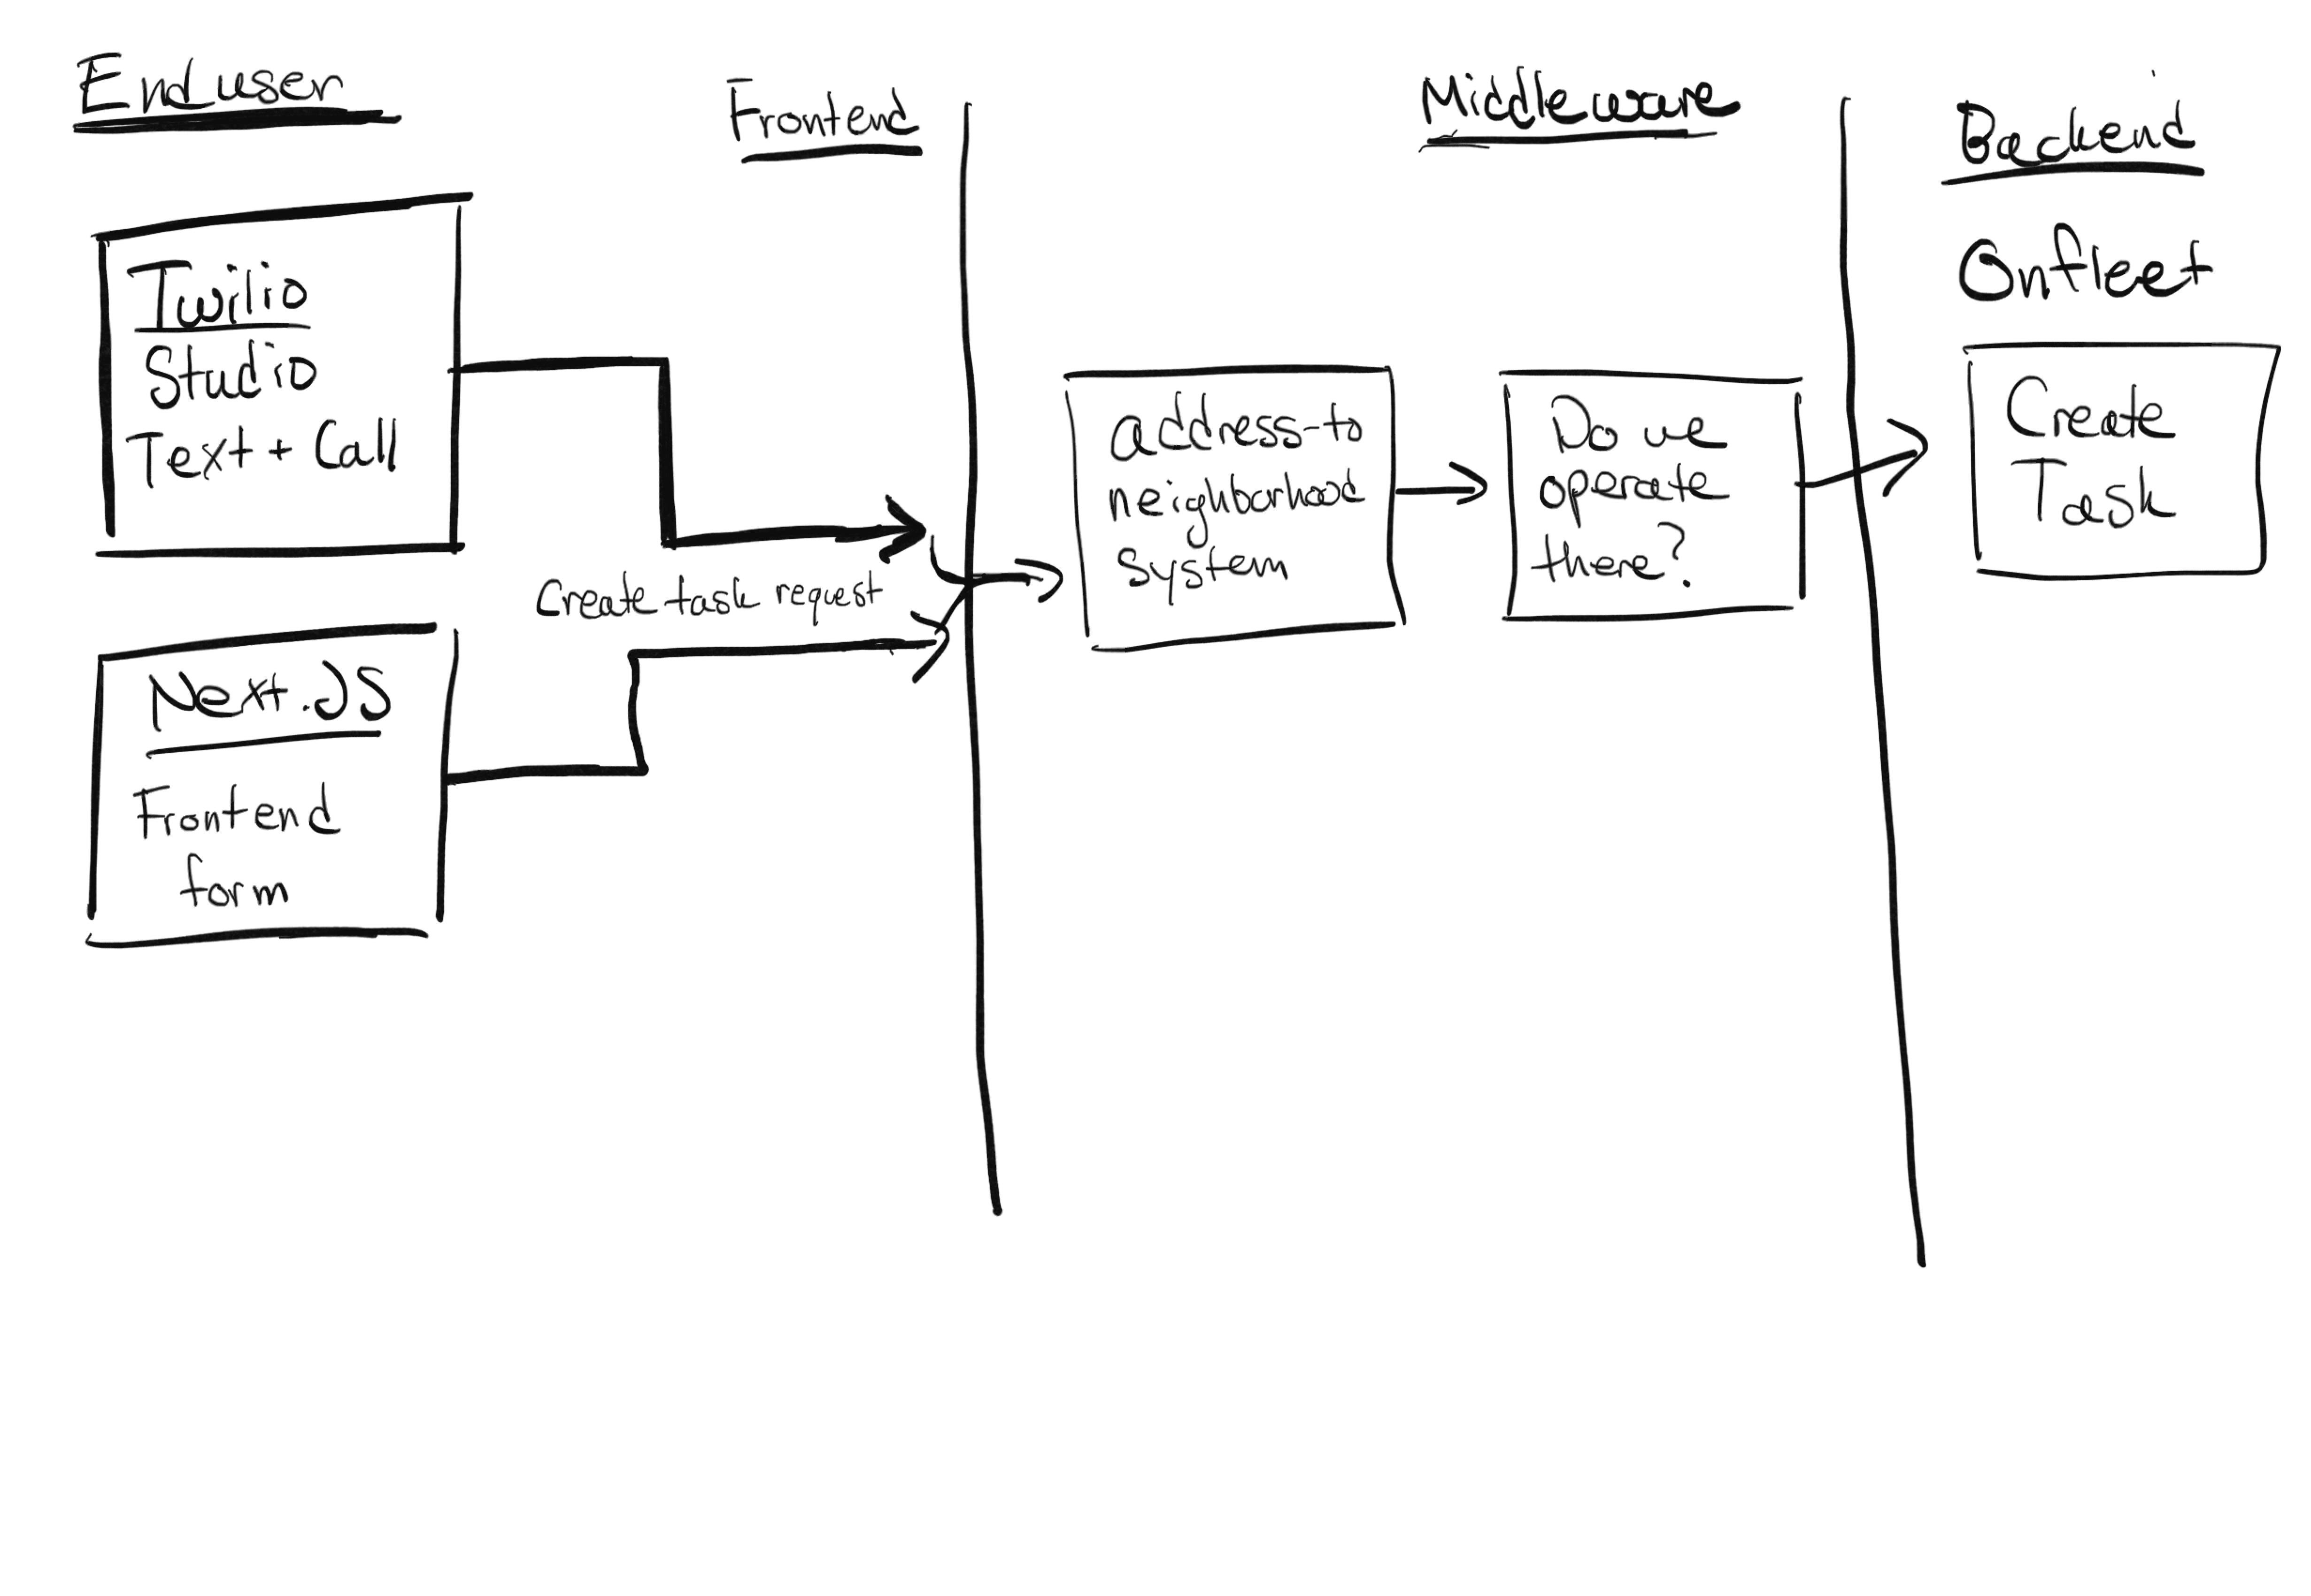 End user
Frontend
Middleware
Backend
Onfleet
Twilio
Studio
Text + Call
address-to
neighborhood
system
Do we
operate
there?
Create
Task
Create task request
Next.JS
Frontend
form